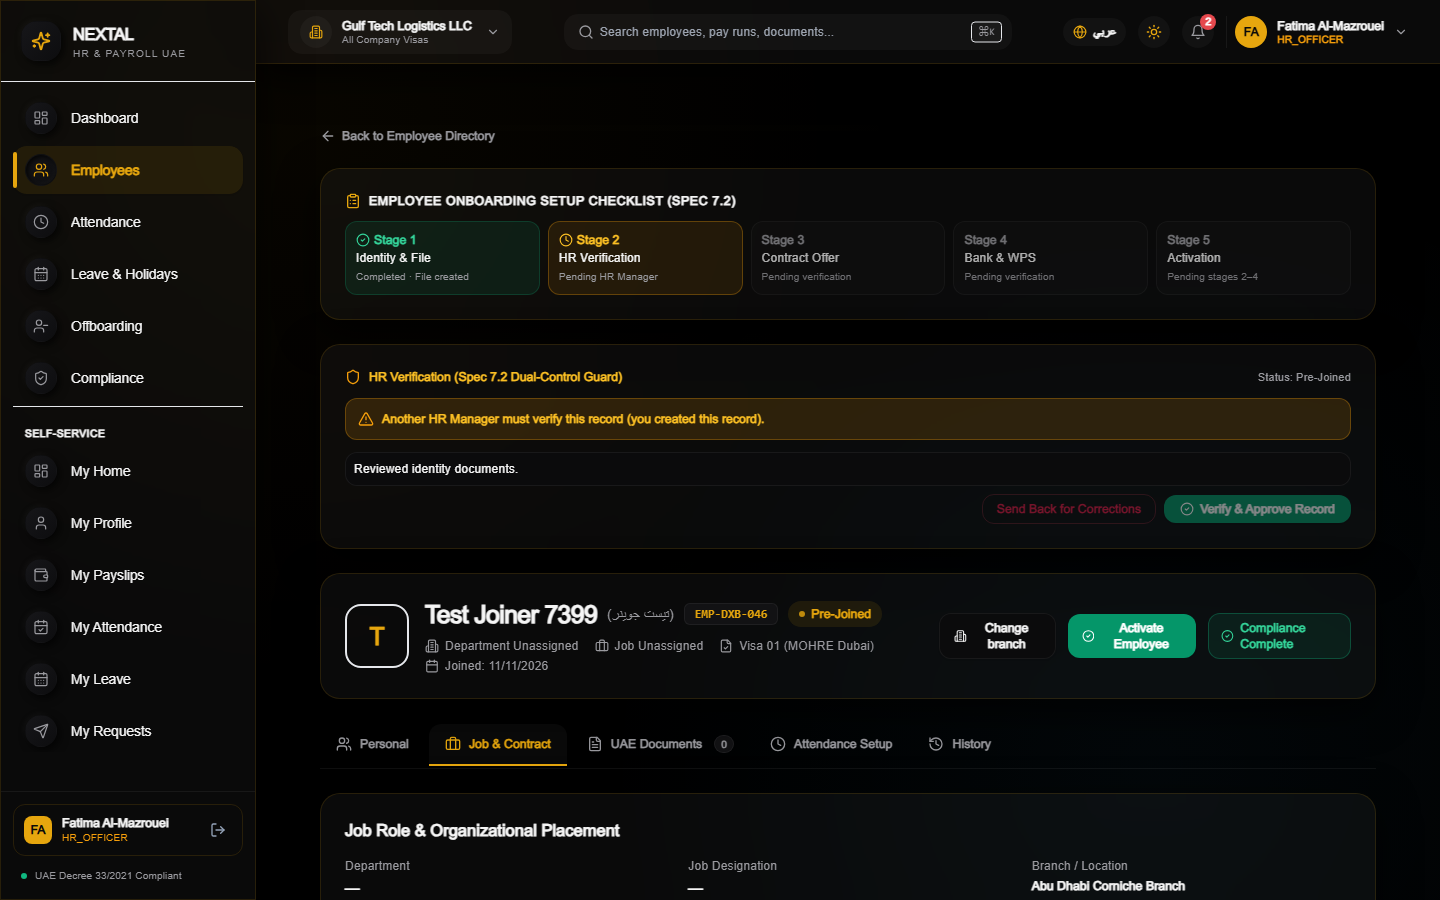 NEXTAL
HR & PAYROLL UAE
Gulf Tech Logistics LLC
All Company Visas
Search employees, pay runs, documents...
⌘K
عربي
2
FA
Fatima Al-Mazrouei
HR_OFFICER
Dashboard
Employees
Attendance
Leave & Holidays
Offboarding
Compliance
SELF-SERVICE
My Home
My Profile
My Payslips
My Attendance
My Leave
My Requests
FA
Fatima Al-Mazrouei
HR_OFFICER
UAE Decree 33/2021 Compliant
Back to Employee Directory
EMPLOYEE ONBOARDING SETUP CHECKLIST (SPEC 7.2)
Stage 1
Identity & File
Completed · File created
Stage 2
HR Verification
Pending HR Manager
Stage 3
Contract Offer
Pending verification
Stage 4
Bank & WPS
Pending verification
Stage 5
Activation
Pending stages 2–4
HR Verification (Spec 7.2 Dual-Control Guard)
Status: Pre-Joined
Another HR Manager must verify this record (you created this record).
Reviewed identity documents.
Send Back for Corrections
Verify & Approve Record
T
Test Joiner 7399
(تيست جوينر)
EMP-DXB-046
Pre-Joined
Department Unassigned
Job Unassigned
Visa 01 (MOHRE Dubai)
Joined: 11/11/2026
Change
branch
Activate
Employee
Compliance
Complete
Personal
Job & Contract
UAE Documents 0
Attendance Setup
History
Job Role & Organizational Placement
Department
—
Job Designation
—
Branch / Location
Abu Dhabi Corniche Branch